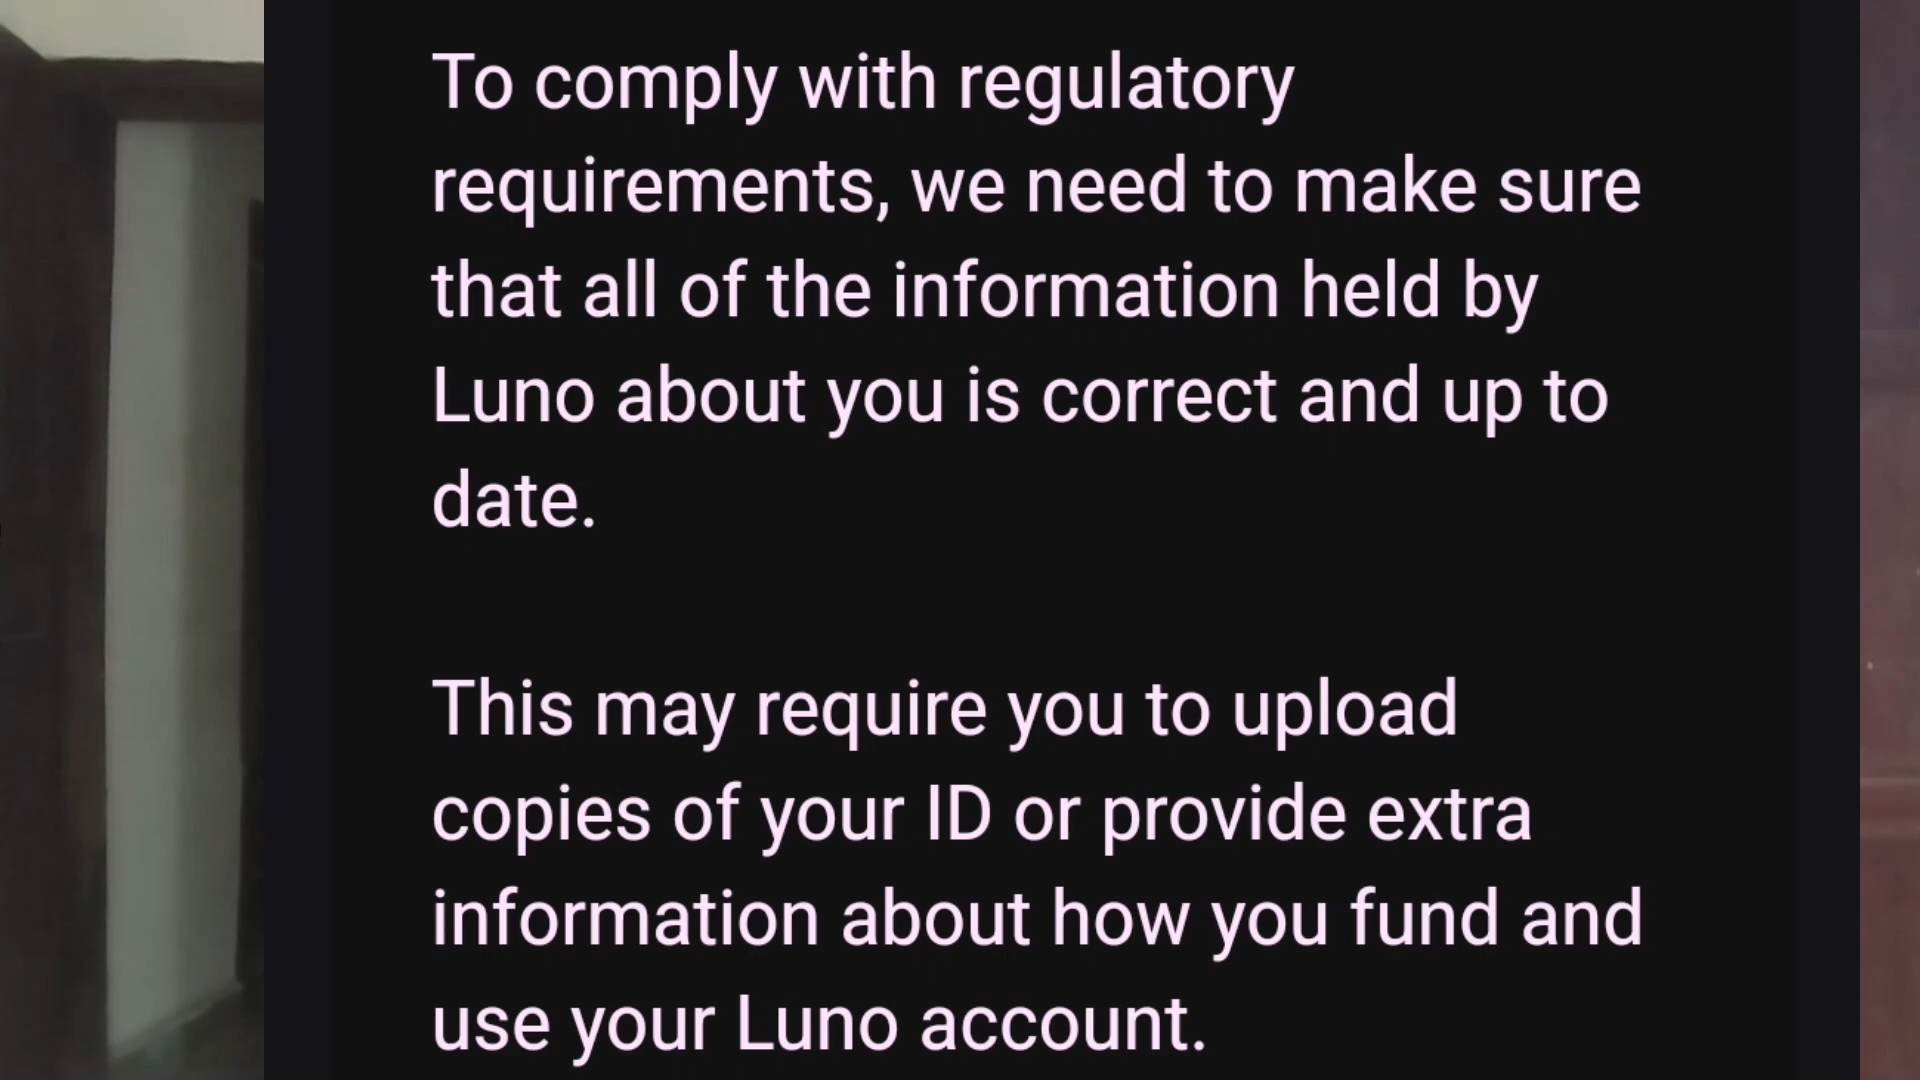 To comply with regulatory
requirements, we need to make sure
that all of the information held by
Luno about you is correct and up to
date.
This may require you to upload
copies of your ID or provide extra
information about how you fund and
use your Luno account.